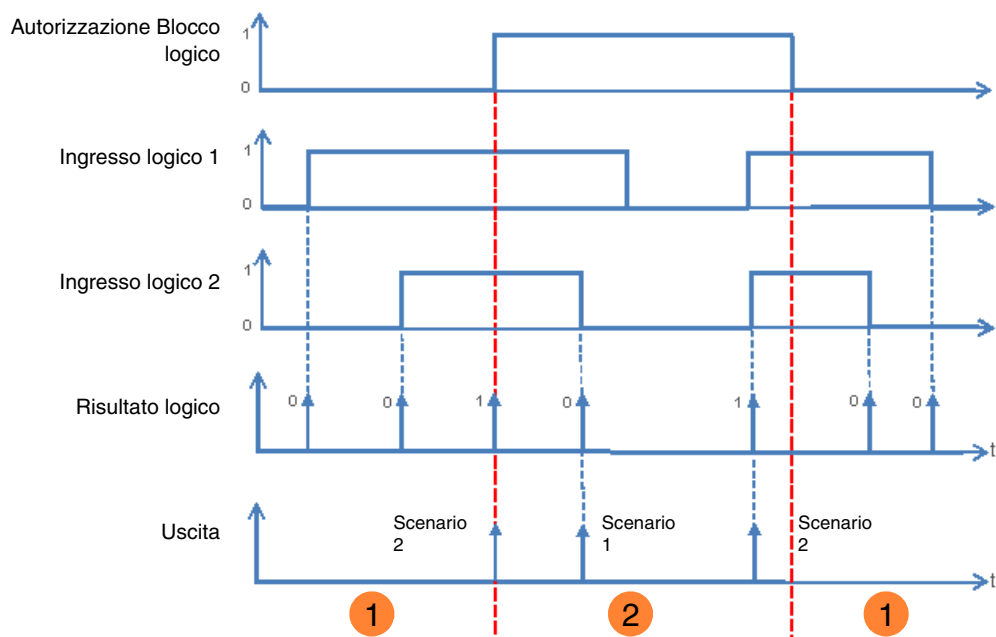 Autorizzazione Blocco
logico
1
0
Ingresso logico 1
1
0
Ingresso logico 2
1
0
Risultato logico
0 0 1 0 1 0 0
t
Uscita
Scenario Scenario Scenario
2 1 2
t
1 2 1